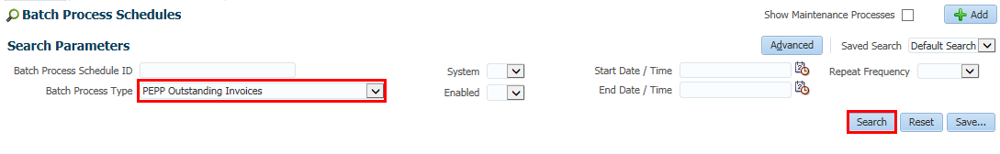 Batch Process Schedules
Show Maintenance Processes
Add
Search Parameters
Advanced
Saved Search Default Search
Batch Process Schedule ID
System
Start Date / Time
Repeat Frequency
Batch Process Type PEPP Outstanding Invoices
Enabled
End Date / Time
Search Reset Save...